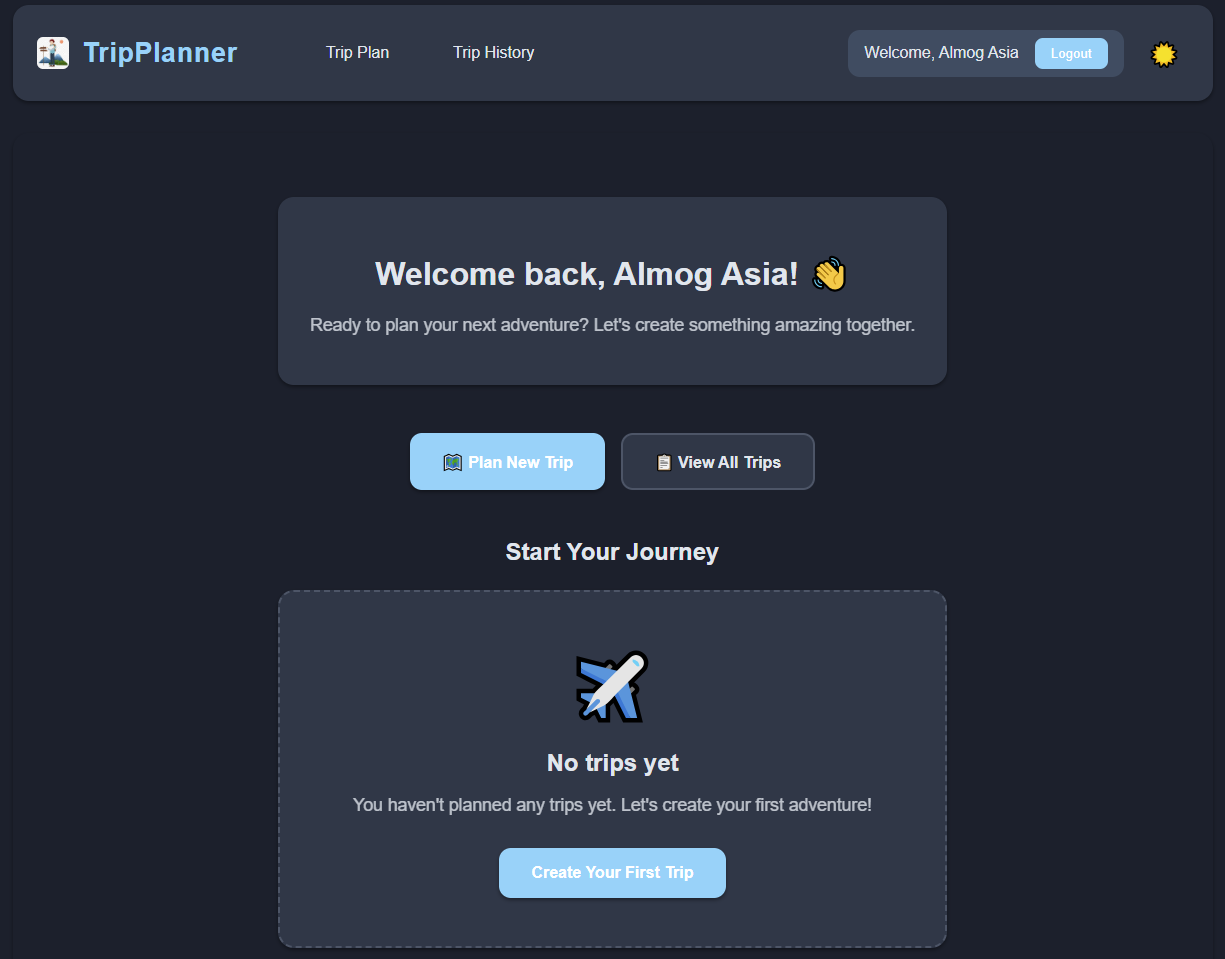 TripPlanner
Trip Plan
Trip History
Welcome, Almog Asia
Logout
Welcome back, Almog Asia! 👋
Ready to plan your next adventure? Let's create something amazing together.
🗺️ Plan New Trip
📋 View All Trips
Start Your Journey
No trips yet
You haven't planned any trips yet. Let's create your first adventure!
Create Your First Trip